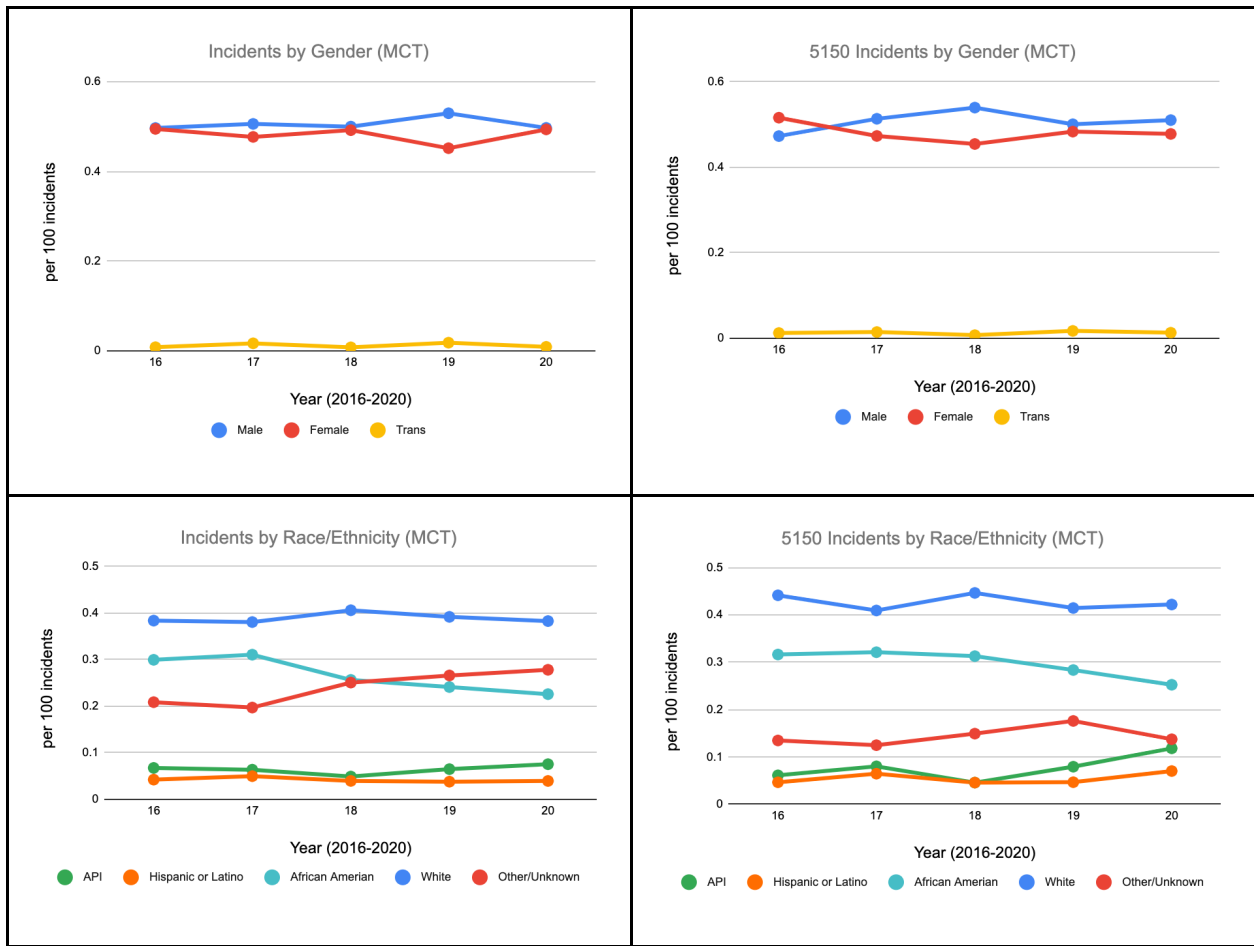 Incidents by Gender (MCT)
0.6
0.4
0.2
0
per 100 incidents
16 17 18 19 20
Year (2016-2020)
Male Female Trans
5150 Incidents by Gender (MCT)
0.6
0.4
0.2
0
per 100 incidents
16 17 18 19 20
Year (2016-2020)
Male Female Trans
Incidents by Race/Ethnicity (MCT)
0.5
0.4
0.3
0.2
0.1
0
per 100 incidents
16 17 18 19 20
Year (2016-2020)
API Hispanic or Latino African Amerian White Other/Unknown
5150 Incidents by Race/Ethnicity (MCT)
0.5
0.4
0.3
0.2
0.1
0
per 100 incidents
16 17 18 19 20
Year (2016-2020)
API Hispanic or Latino African Amerian White Other/Unknown